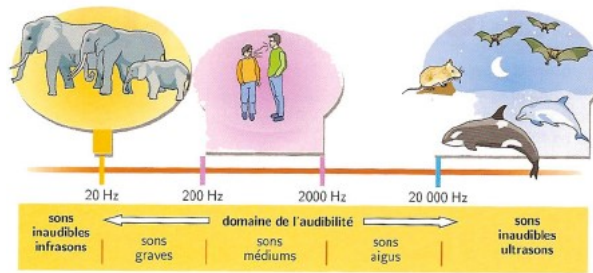 20 Hz
200 Hz
2000 Hz
20 000 Hz
sons
inaudibles
infrasons
domaine de l'audibilité
sons
graves
sons
médiums
sons
aigus
sons
inaudibles
ultrasons